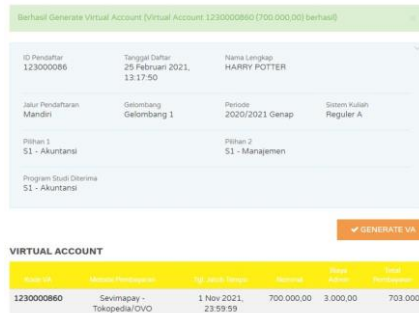 Berhasil Generate Virtual Account (Virtual Account 1230000860 (700.000,00) berhasil)
ID Pendaftar Tanggal Daftar Nama Lengkap
123000086 25 Februari 2021, HARRY POTTER
13:17:50
Jalur Pendaftaran Gelombang Periode Sistem Kuliah
Mandiri Gelombang 1 2020/2021 Genap Reguler A
Pilihan 1 Pilihan 2
S1 - Akuntansi S1 - Manajemen
Program Studi Diterima
S1 - Akuntansi
GENERATE VA
VIRTUAL ACCOUNT
Kode VA Metode Pembayaran Tgl. Jatuh Tempo Nominal Biaya Admin Total Pembayaran
1230000860 Sevimapay - 1 Nov 2021, 700.000,00 3.000,00 703.000
Tokopedia/OVO 23:59:59